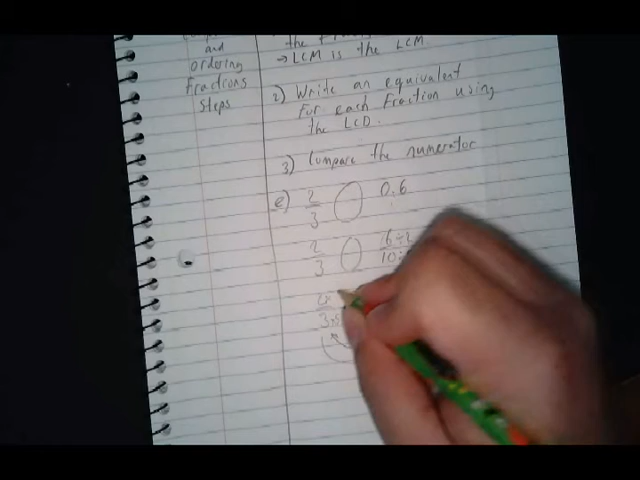 and
ordering
Fractions
Steps
→ LCM is the LCM
2) Write an equivalent
for each fraction using
the LCD.
3) Compare the numerator
e) 2/3 0.6
2/3 6÷2
10÷
3×